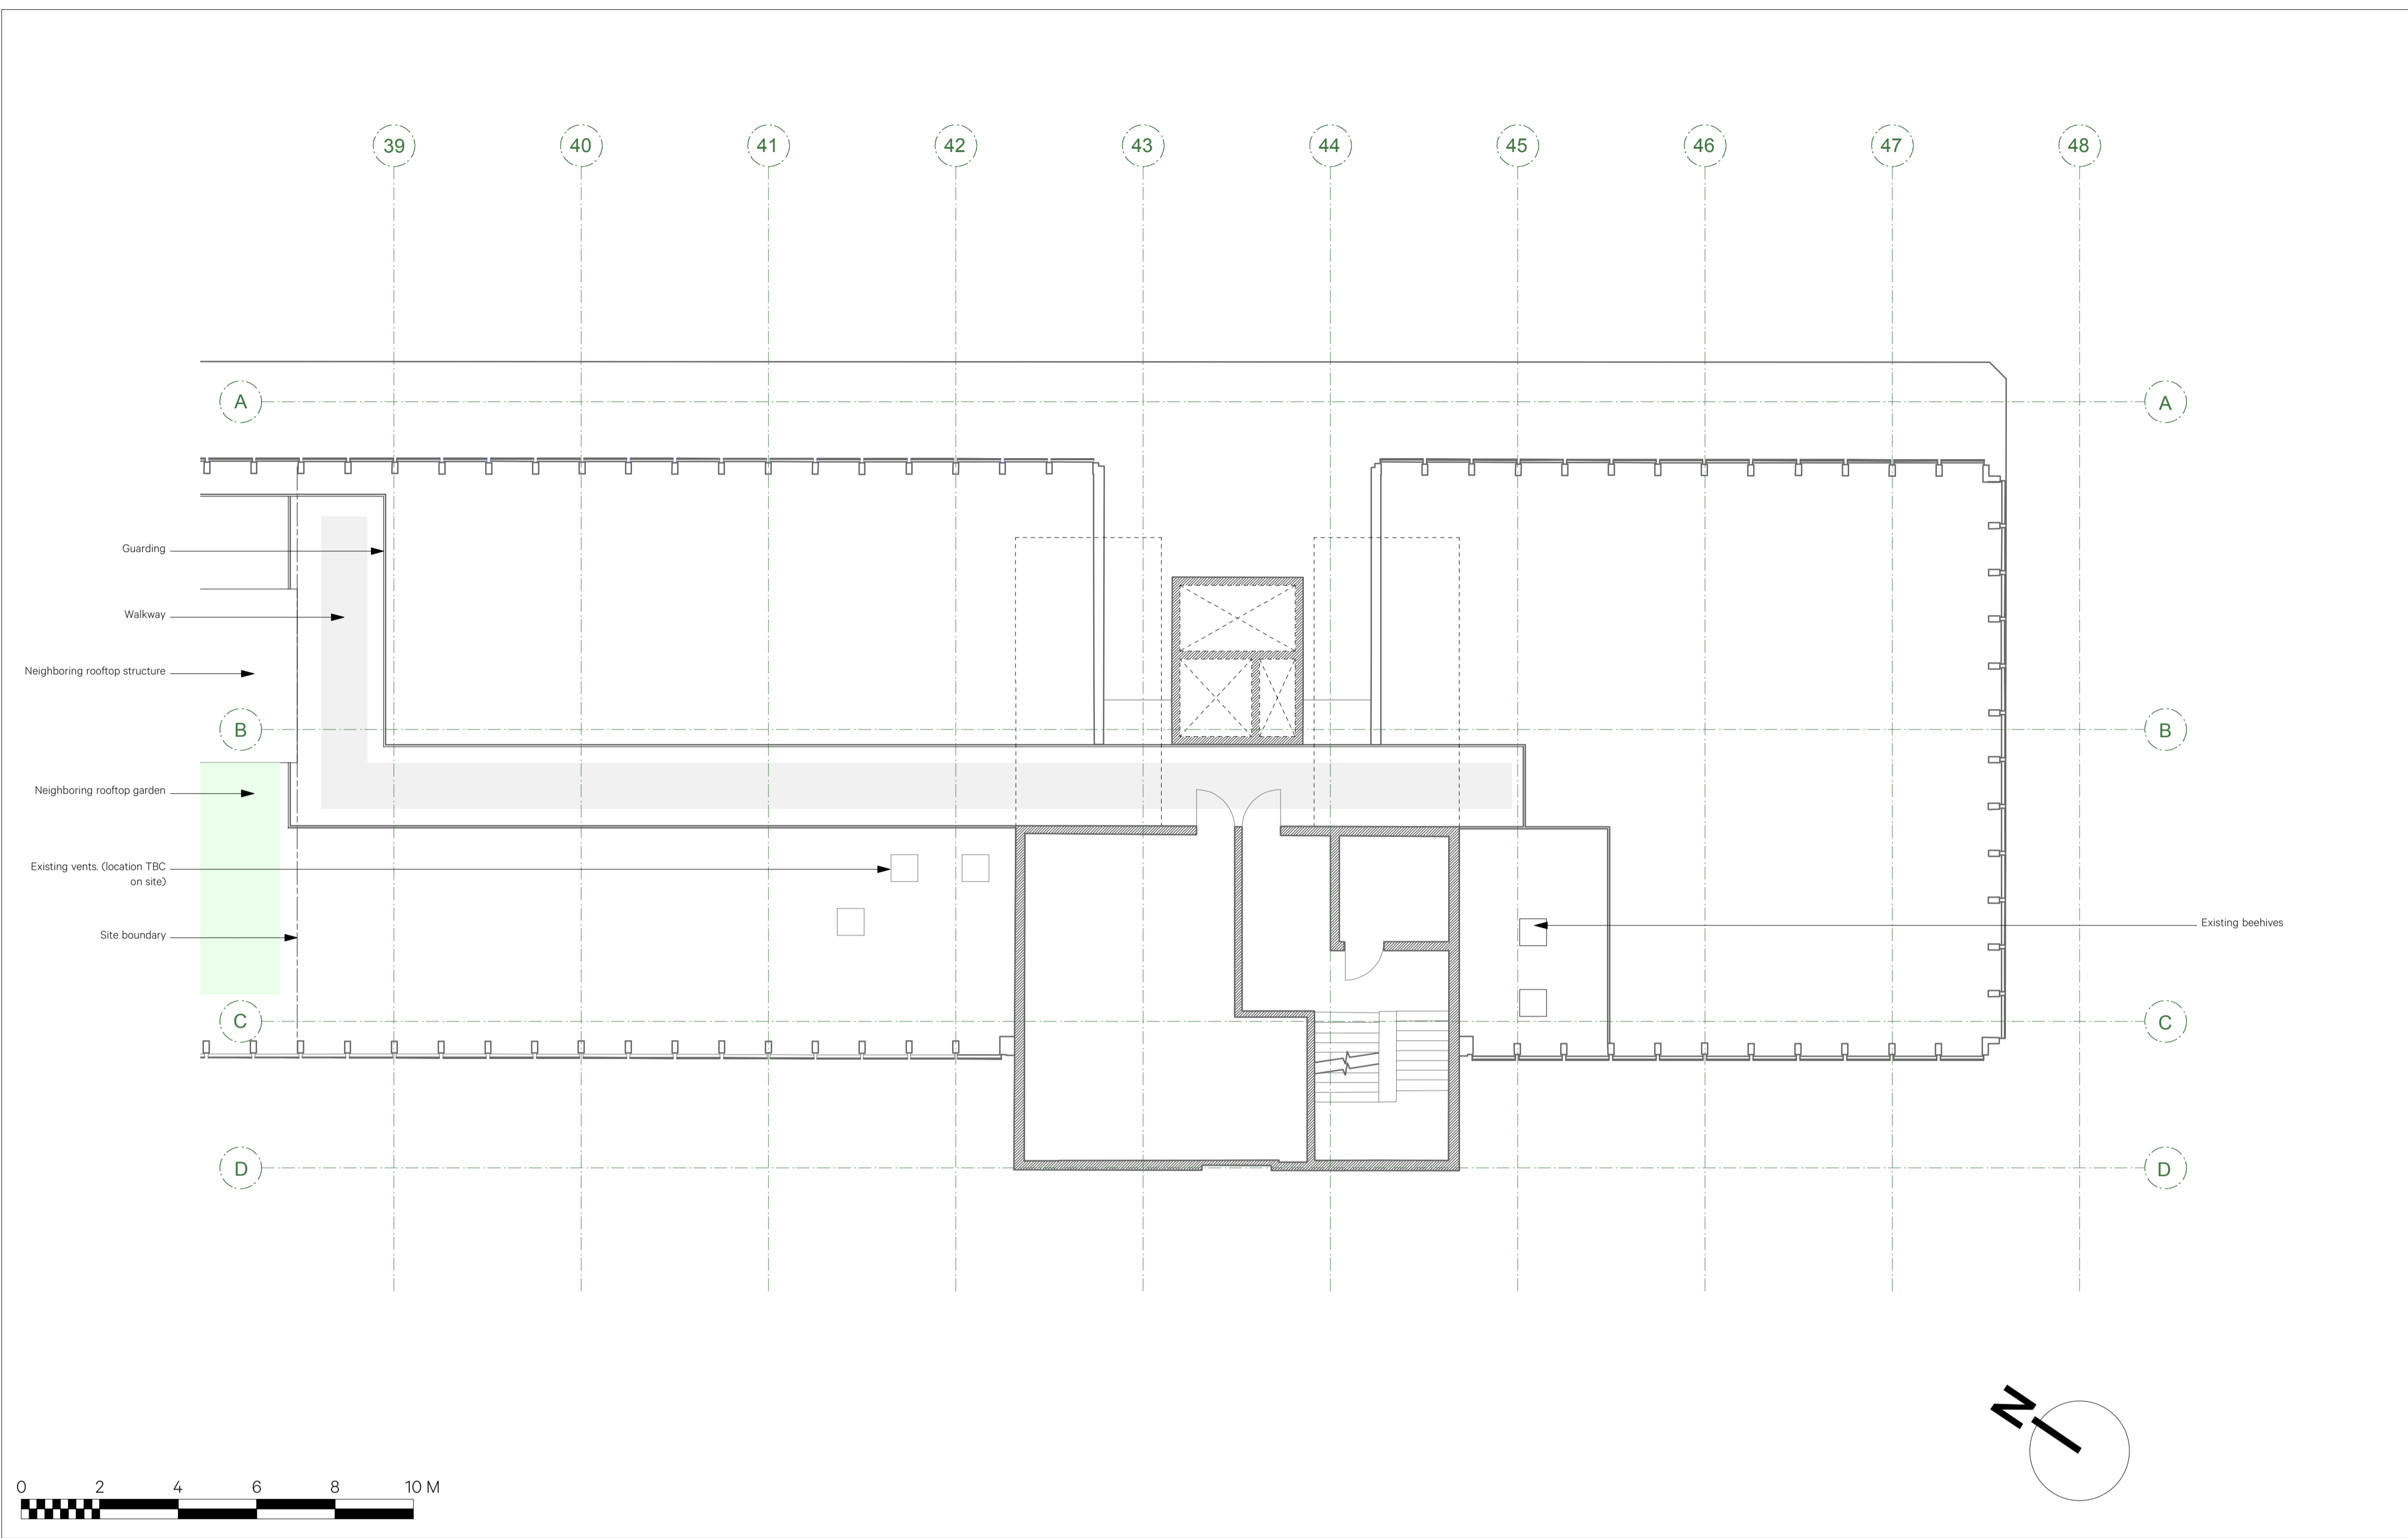 39 40 41 42 43 44 45 46 47 48
A A
Guarding
Walkway
Neighboring rooftop structure
B B
Neighboring rooftop garden
Existing vents. (location TBC
on site)
Existing beehives
Site boundary
C C
D D
N
0 2 4 6 8 10 M